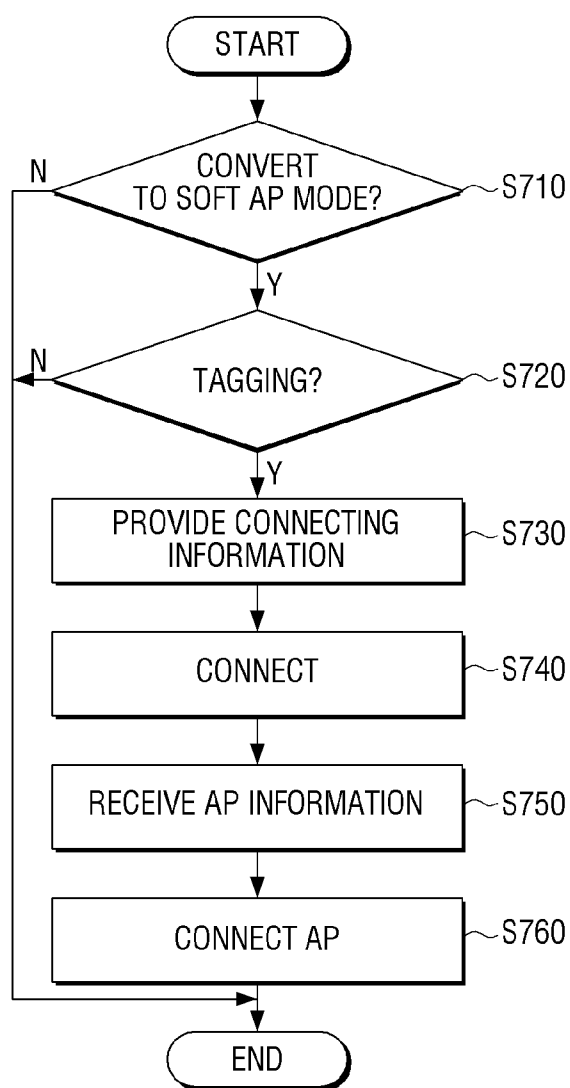 START
N
CONVERT
TO SOFT AP MODE?
S710
Y
N
TAGGING?
S720
Y
PROVIDE CONNECTING
INFORMATION
S730
CONNECT
S740
RECEIVE AP INFORMATION
S750
CONNECT AP
S760
END